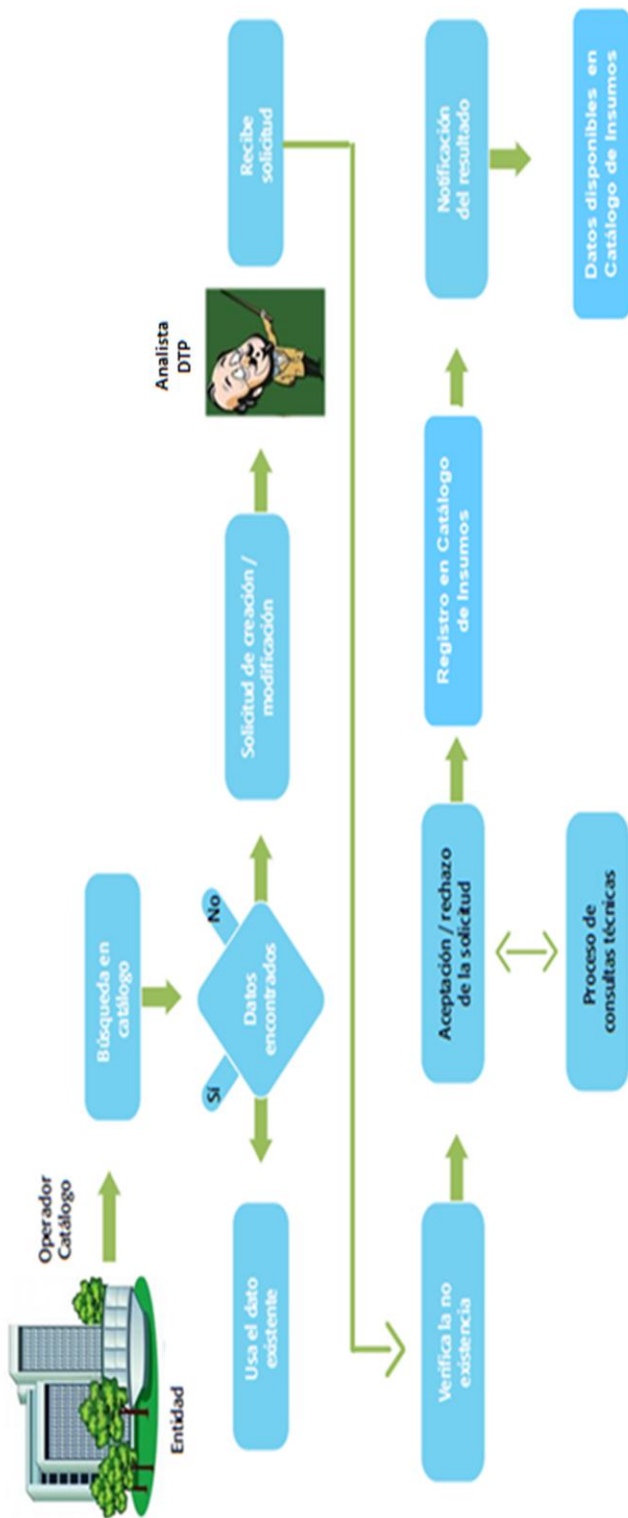 Entidad
Operador
Catálogo
Búsqueda en
catálogo
Datos
encontrados
Sí
No
Usa el dato
existente
Solicitud de creación /
modificación
Analista
DTP
Recibe
solicitud
Verifica la no
existencia
Aceptación / rechazo
de la solicitud
Proceso de
consultas técnicas
Registro en Catálogo
de Insumos
Notificación
del resultado
Datos disponibles en
Catálogo de Insumos